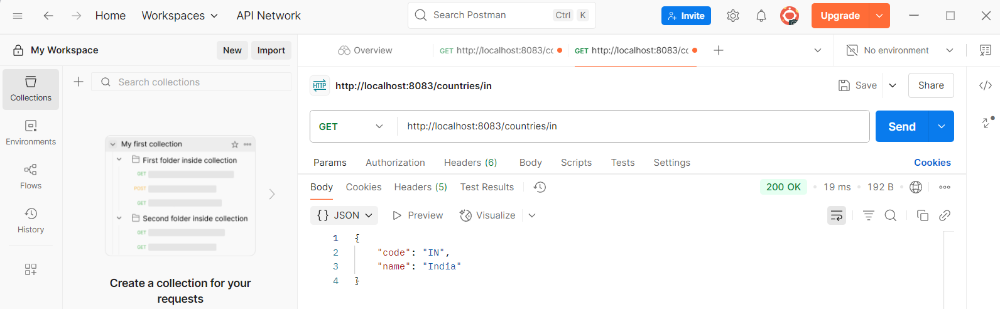 Home Workspaces API Network Search Postman Ctrl K Invite Upgrade
My Workspace New Import Overview GET http://localhost:8083/cc GET http://localhost:8083/cc No environment
Search collections
Collections
Environments
Flows
History
My first collection
First folder inside collection
GET
POST
GET
Second folder inside collection
GET
GET
Create a collection for your
requests
HTTP http://localhost:8083/countries/in Save Share
GET http://localhost:8083/countries/in Send
Params Authorization Headers (6) Body Scripts Tests Settings Cookies
Body Cookies Headers (5) Test Results 200 OK 19 ms 192 B
{} JSON Preview Visualize
1 {
2 "code": "IN",
3 "name": "India"
4 }